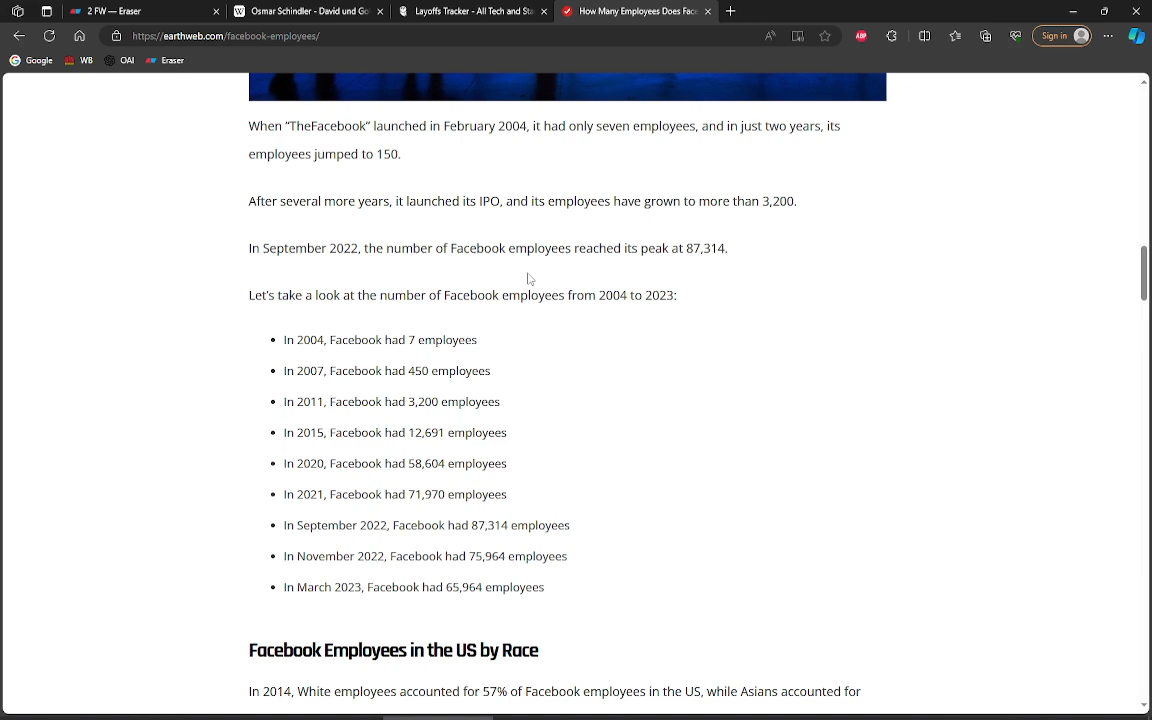 2 FW — Eraser
Osmar Schindler - David und Go
Layoffs Tracker - All Tech and Sta
How Many Employees Does Face
https://earthweb.com/facebook-employees/
ABP
Sign in
Google
WB
OAI
Eraser
When "TheFacebook" launched in February 2004, it had only seven employees, and in just two years, its
employees jumped to 150.
After several more years, it launched its IPO, and its employees have grown to more than 3,200.
In September 2022, the number of Facebook employees reached its peak at 87,314.
Let's take a look at the number of Facebook employees from 2004 to 2023:
• In 2004, Facebook had 7 employees
• In 2007, Facebook had 450 employees
• In 2011, Facebook had 3,200 employees
• In 2015, Facebook had 12,691 employees
• In 2020, Facebook had 58,604 employees
• In 2021, Facebook had 71,970 employees
• In September 2022, Facebook had 87,314 employees
• In November 2022, Facebook had 75,964 employees
• In March 2023, Facebook had 65,964 employees
Facebook Employees in the US by Race
In 2014, White employees accounted for 57% of Facebook employees in the US, while Asians accounted for